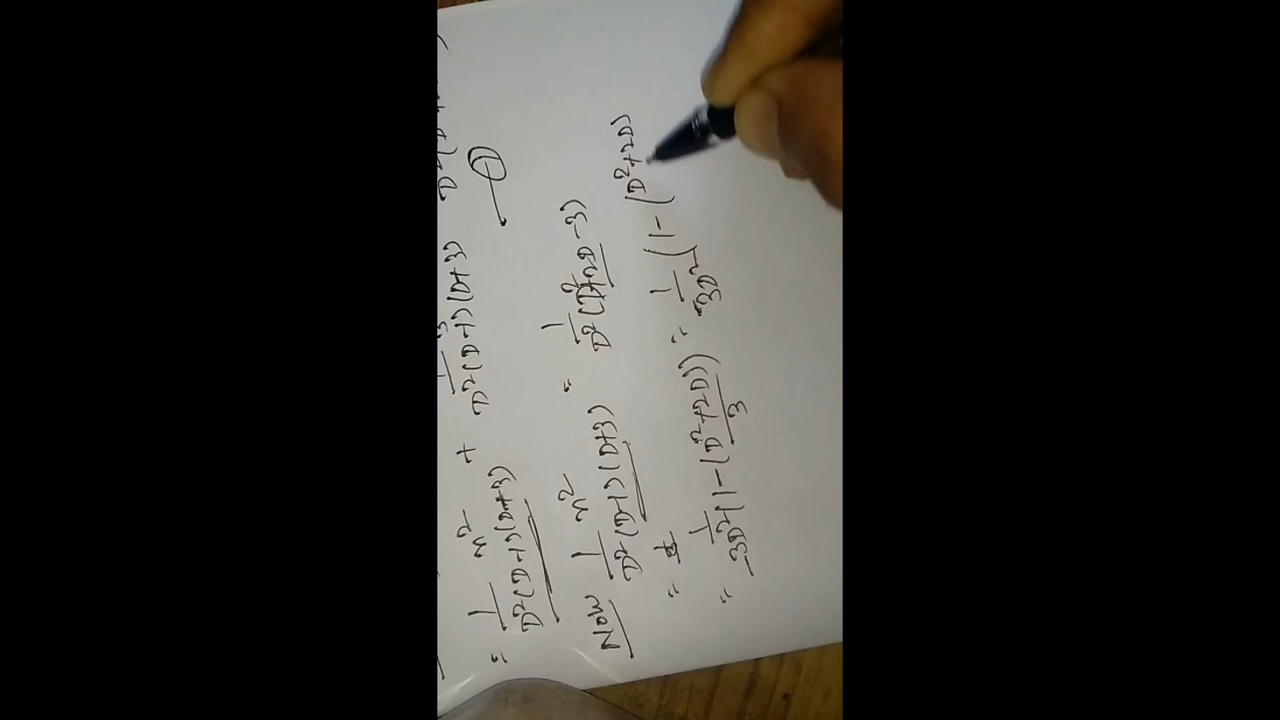 = 1/D²(D-1)(D+3) x² + 1/D²(D-1)(D+3) 3
①
Now 1/D²(D-1)(D+3) x² = 1/D²(D²+2D-3)
=
= 1/-3D²(1-(D²+2D)/3) = 1/-3D² (1-(D²+2D)